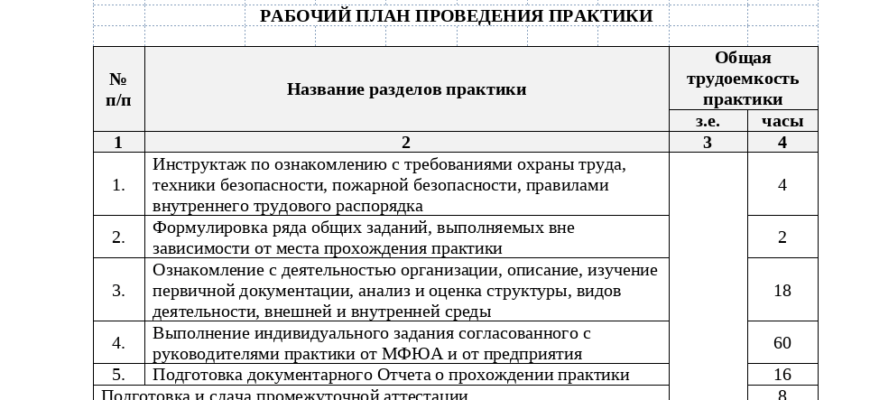 РАБОЧИЙ ПЛАН ПРОВЕДЕНИЯ ПРАКТИКИ
№
п/п
Название разделов практики
Общая
трудоемкость
практики
з.е. часы
1 2 3 4
1. Инструктаж по ознакомлению с требованиями охраны труда,
техники безопасности, пожарной безопасности, правилами
внутреннего трудового распорядка 4
2. Формулировка ряда общих заданий, выполняемых вне
зависимости от места прохождения практики 2
3. Ознакомление с деятельностью организации, описание, изучение
первичной документации, анализ и оценка структуры, видов
деятельности, внешней и внутренней среды 18
4. Выполнение индивидуального задания согласованного с
руководителями практики от МФЮА и от предприятия 60
5. Подготовка документарного Отчета о прохождении практики 16
Подготовка и сдача промежуточной аттестации 8